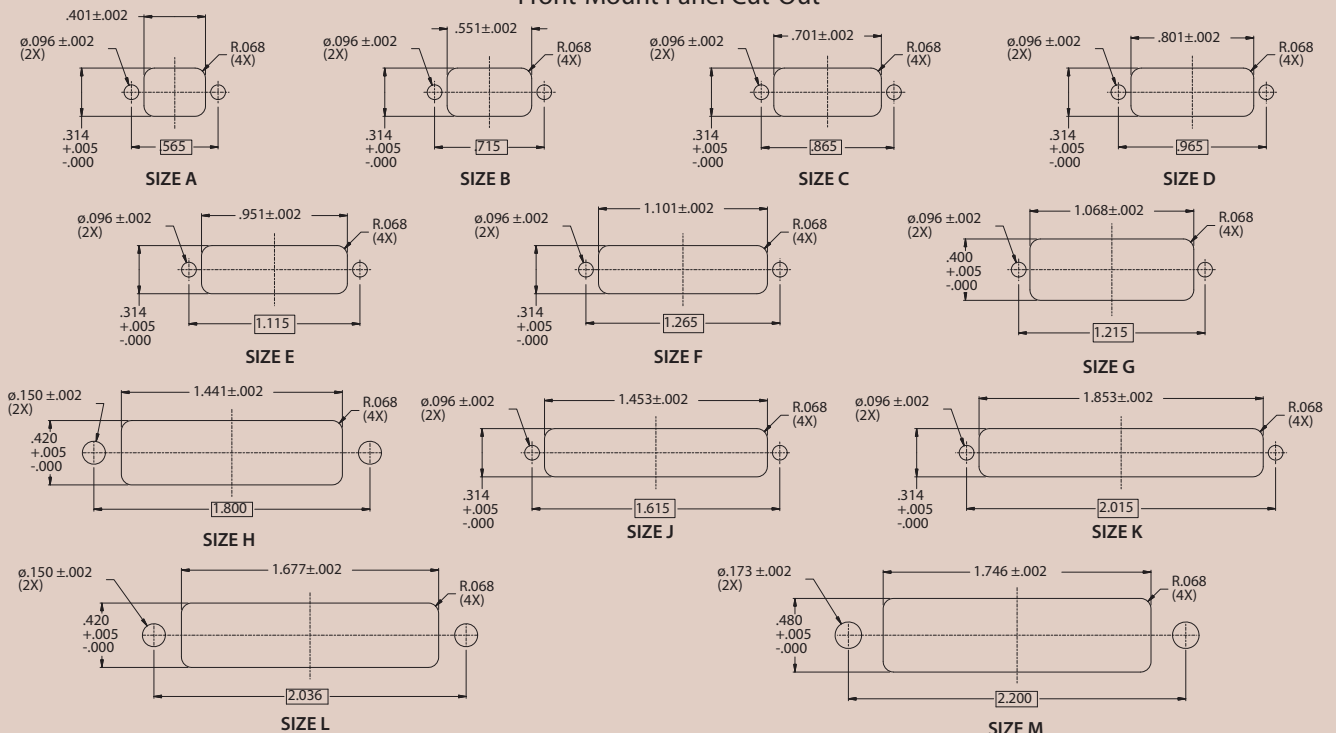 Front Mount Panel Cut Out
.401±.002
ø.096 ±.002
(2X)
R.068
(4X)
.314
+.005
-.000
.565
SIZE A
.551±.002
ø.096 ±.002
(2X)
R.068
(4X)
.314
+.005
-.000
.715
SIZE B
.701±.002
ø.096 ±.002
(2X)
R.068
(4X)
.314
+.005
-.000
.865
SIZE C
.801±.002
ø.096 ±.002
(2X)
R.068
(4X)
.314
+.005
-.000
.965
SIZE D
.951±.002
ø.096 ±.002
(2X)
R.068
(4X)
.314
+.005
-.000
1.115
SIZE E
1.101±.002
ø.096 ±.002
(2X)
R.068
(4X)
.314
+.005
-.000
1.265
SIZE F
1.068±.002
ø.096 ±.002
(2X)
R.068
(4X)
.400
+.005
-.000
1.215
SIZE G
1.441±.002
ø.150 ±.002
(2X)
R.068
(4X)
.420
+.005
-.000
1.800
SIZE H
1.453±.002
ø.096 ±.002
(2X)
R.068
(4X)
.314
+.005
-.000
1.615
SIZE J
1.853±.002
ø.096 ±.002
(2X)
R.068
(4X)
.314
+.005
-.000
2.015
SIZE K
1.677±.002
ø.150 ±.002
(2X)
R.068
(4X)
.420
+.005
-.000
2.036
SIZE L
1.746 ±.002
ø.173 ±.002
(2X)
R.068
(4X)
.480
+.005
-.000
2.200
SIZE M